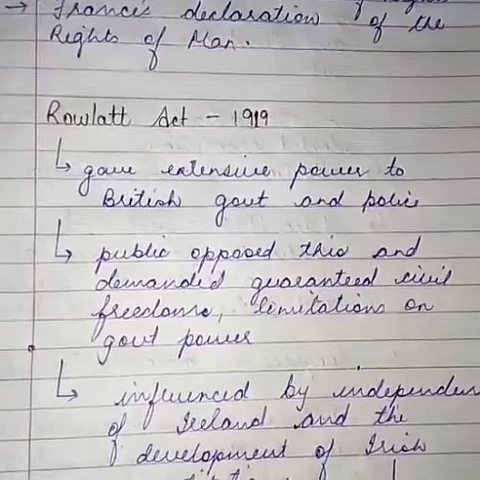 → France's declaration of the
Rights of Man.
Rowlatt Act - 1919
↳ gave extensive power to
British govt and police
↳ public opposed this and
demanded guaranteed civil
freedoms, limitations on
govt power
↳ influenced by independen
of Ireland and the
development of Irish